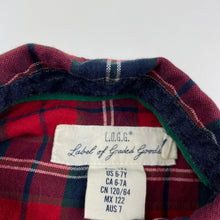 L.O.G.G.®
Label of Graded Goods
US 6-7Y
CA 6-7A
CN 120/64
MX 122
AUS 7